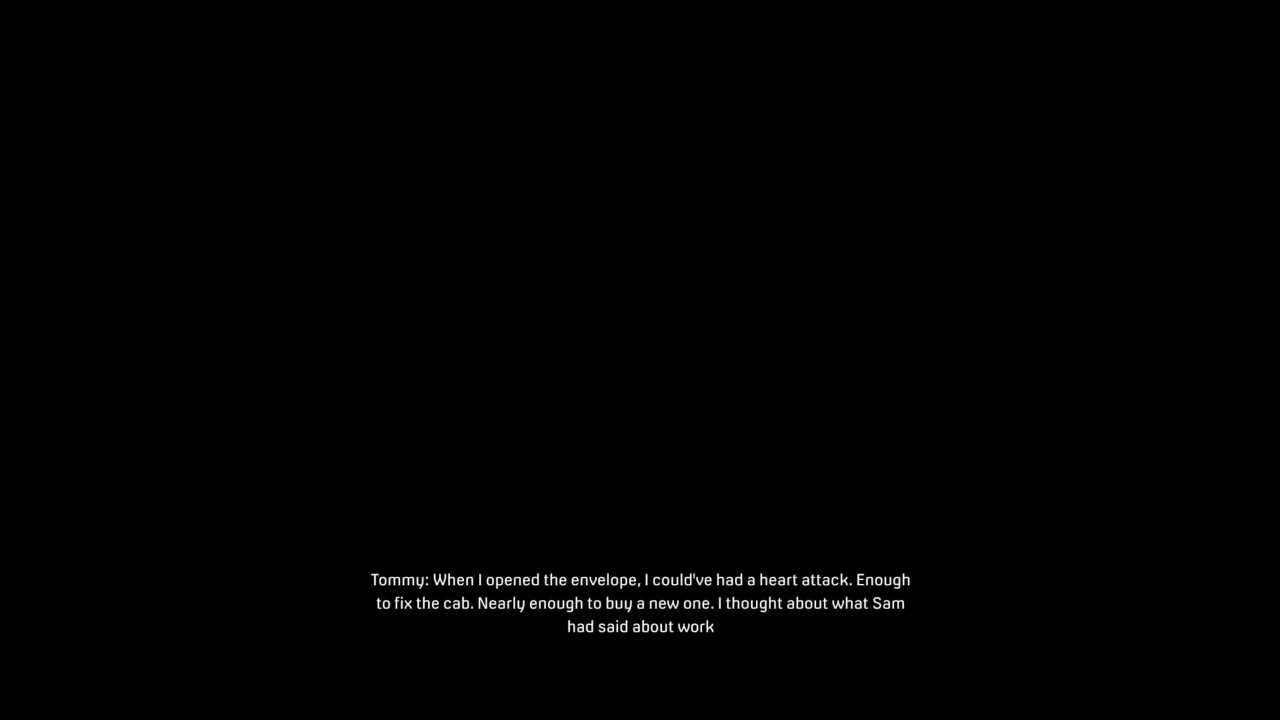 Tommy: When I opened the envelope, I could've had a heart attack. Enough
to fix the cab. Nearly enough to buy a new one. I thought about what Sam
had said about work